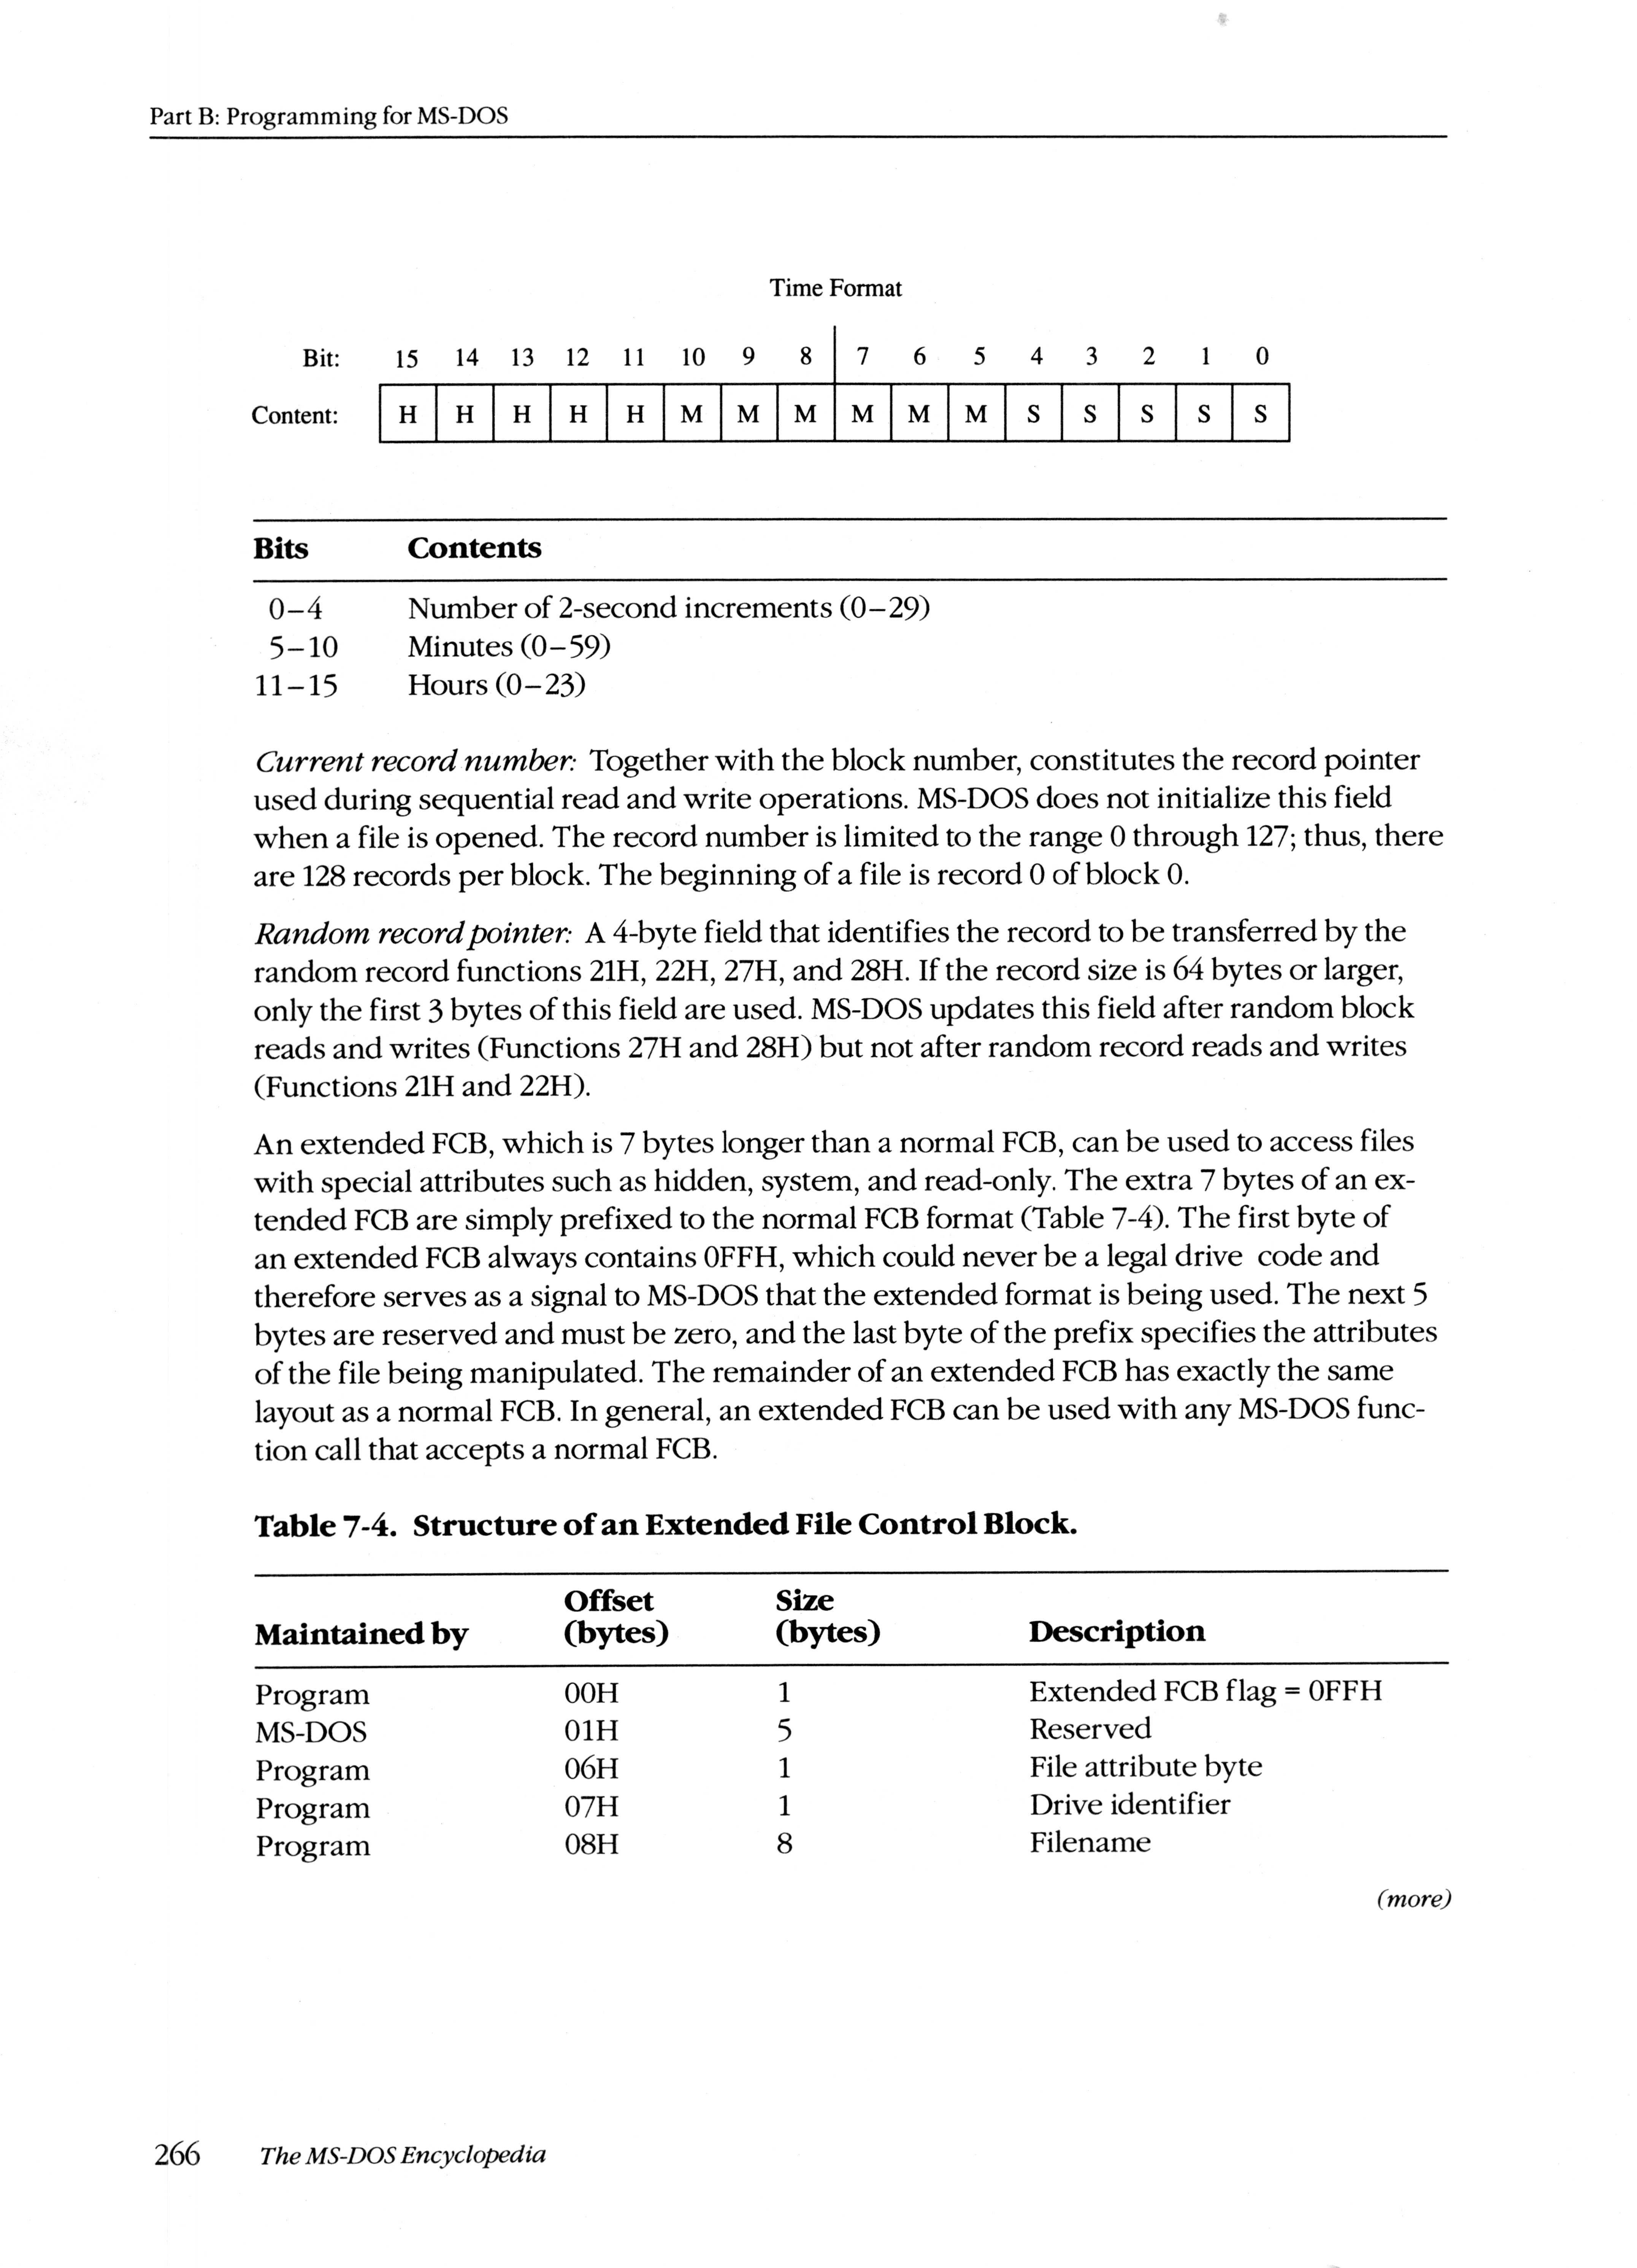 Part B: Programming for MS-DOS
Time Format
Bit: 15 14 13 12 11 10 9 8 7 6 5 4 3 2 1 0
Content: H H H H H M M M M M M S S S S S
Bits Contents
0–4 Number of 2-second increments (0–29)
5–10 Minutes (0–59)
11–15 Hours (0–23)
Current record number: Together with the block number, constitutes the record pointer
used during sequential read and write operations. MS-DOS does not initialize this field
when a file is opened. The record number is limited to the range 0 through 127; thus, there
are 128 records per block. The beginning of a file is record 0 of block 0.
Random record pointer: A 4-byte field that identifies the record to be transferred by the
random record functions 21H, 22H, 27H, and 28H. If the record size is 64 bytes or larger,
only the first 3 bytes of this field are used. MS-DOS updates this field after random block
reads and writes (Functions 27H and 28H) but not after random record reads and writes
(Functions 21H and 22H).
An extended FCB, which is 7 bytes longer than a normal FCB, can be used to access files
with special attributes such as hidden, system, and read-only. The extra 7 bytes of an ex-
tended FCB are simply prefixed to the normal FCB format (Table 7-4). The first byte of
an extended FCB always contains 0FFH, which could never be a legal drive code and
therefore serves as a signal to MS-DOS that the extended format is being used. The next 5
bytes are reserved and must be zero, and the last byte of the prefix specifies the attributes
of the file being manipulated. The remainder of an extended FCB has exactly the same
layout as a normal FCB. In general, an extended FCB can be used with any MS-DOS func-
tion call that accepts a normal FCB.
Table 7-4. Structure of an Extended File Control Block.
Offset Size
Maintained by (bytes) (bytes) Description
Program 00H 1 Extended FCB flag = 0FFH
MS-DOS 01H 5 Reserved
Program 06H 1 File attribute byte
Program 07H 1 Drive identifier
Program 08H 8 Filename
(more)
266 The MS-DOS Encyclopedia